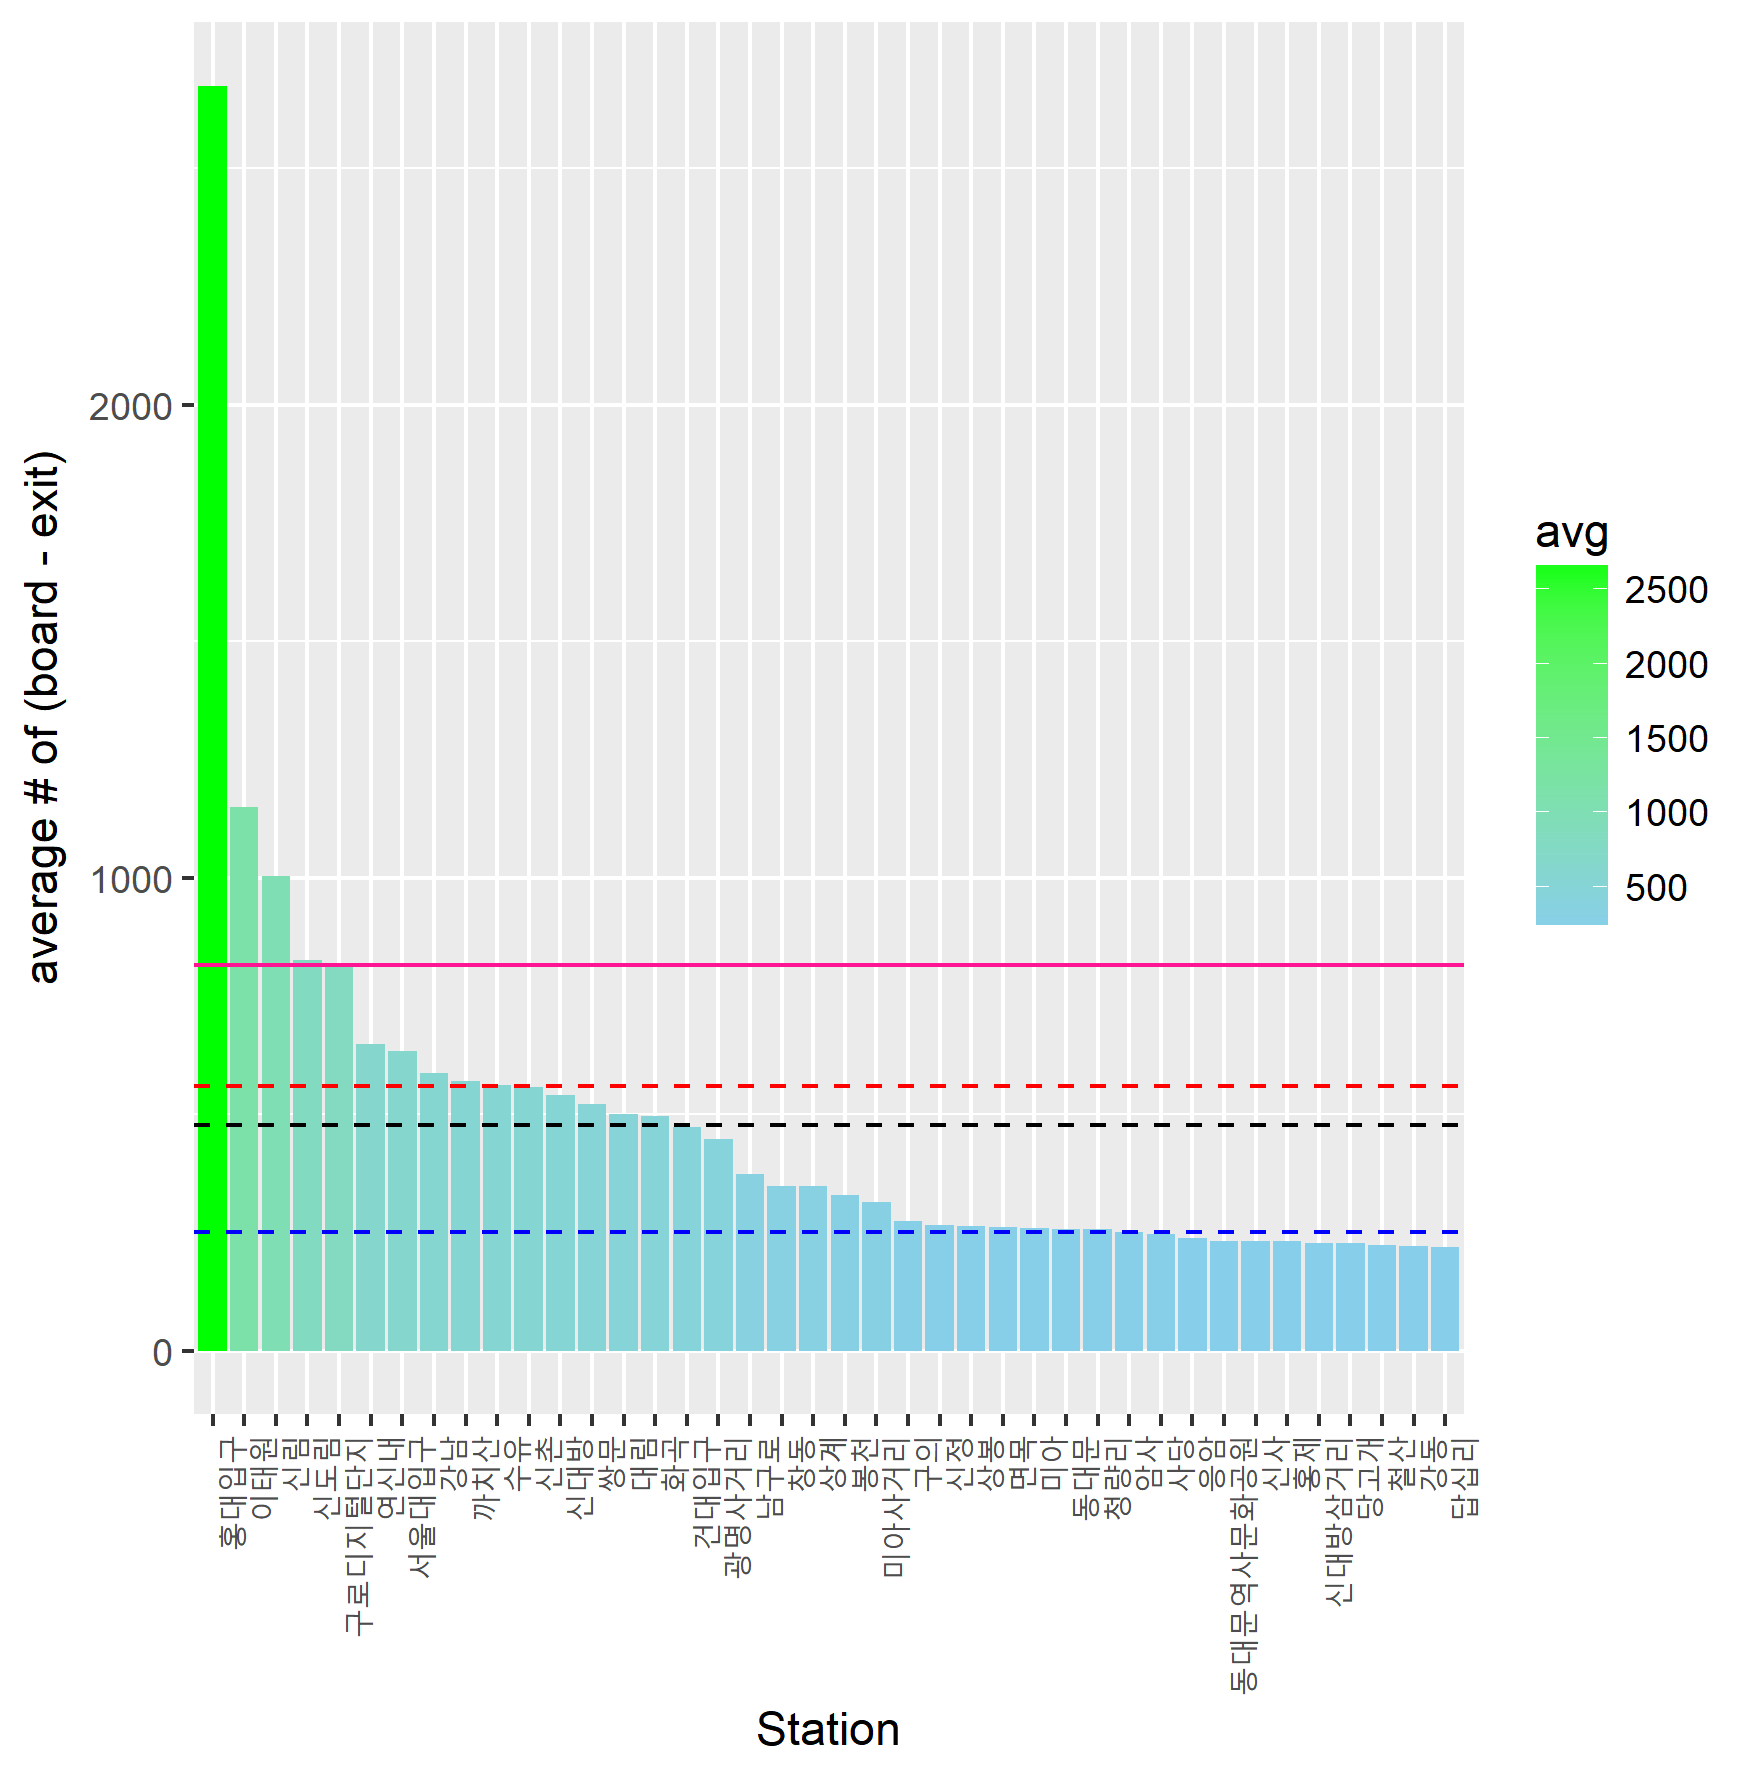 average # of (board - exit)
2000
1000
0
홍대입구
이태원
신림
신도림
구로디지털단지
연신내
서울대입구
강남
까치산
수유
신촌
신대방
쌍문
대림
화곡
건대입구
광명사거리
남구로
창동
상계
봉천
미아사거리
구의
신정
상봉
면목
미아
동대문
청량리
암사
사당
응암
동대문역사문화공원
신사
홍제
신대방삼거리
당고개
철산
강동
답십리
Station
avg
2500
2000
1500
1000
500